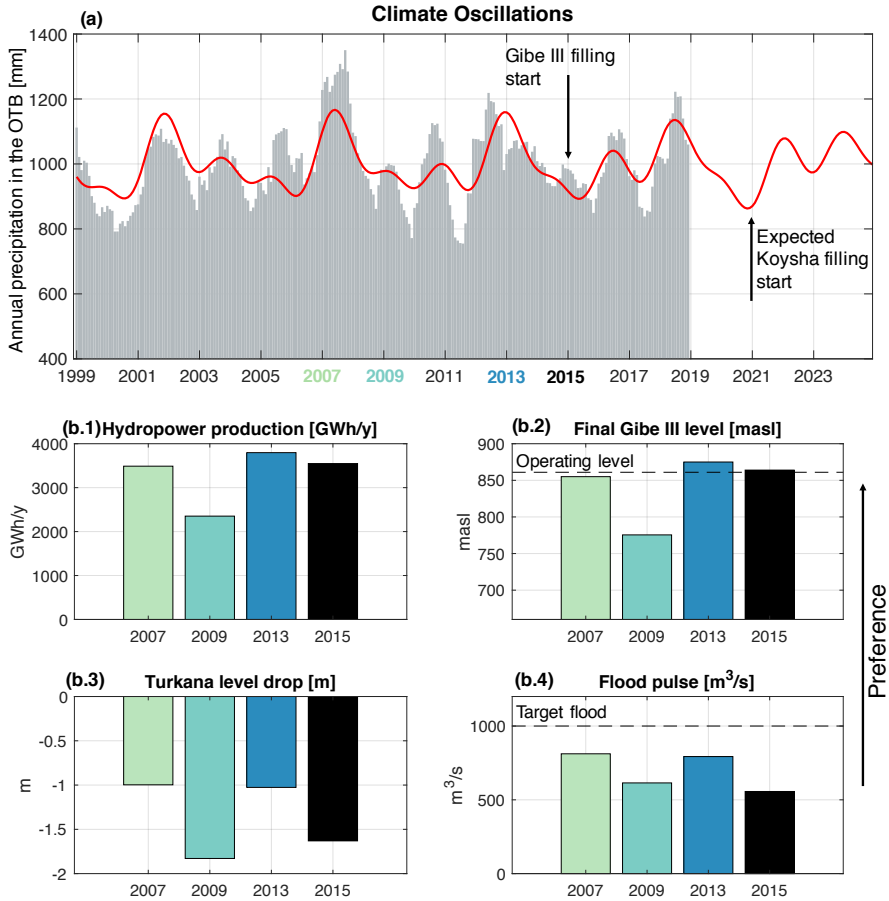 (a)
Climate Oscillations
Annual precipitation in the OTB [mm]
1400
1200
1000
800
600
400
Gibe III filling
start
Expected
Koysha filling
start
1999 2001 2003 2005 2007 2009 2011 2013 2015 2017 2019 2021 2023
(b.1) Hydropower production [GWh/y]
GWh/y
4000
3000
2000
1000
0
2007 2009 2013 2015
(b.2) Final Gibe III level [masl]
masl
900
850
800
750
700
Operating level
2007 2009 2013 2015
(b.3) Turkana level drop [m]
m
0
-0.5
-1
-1.5
-2
2007 2009 2013 2015
(b.4) Flood pulse [m³/s]
m³/s
1000
500
0
Target flood
2007 2009 2013 2015
Preference